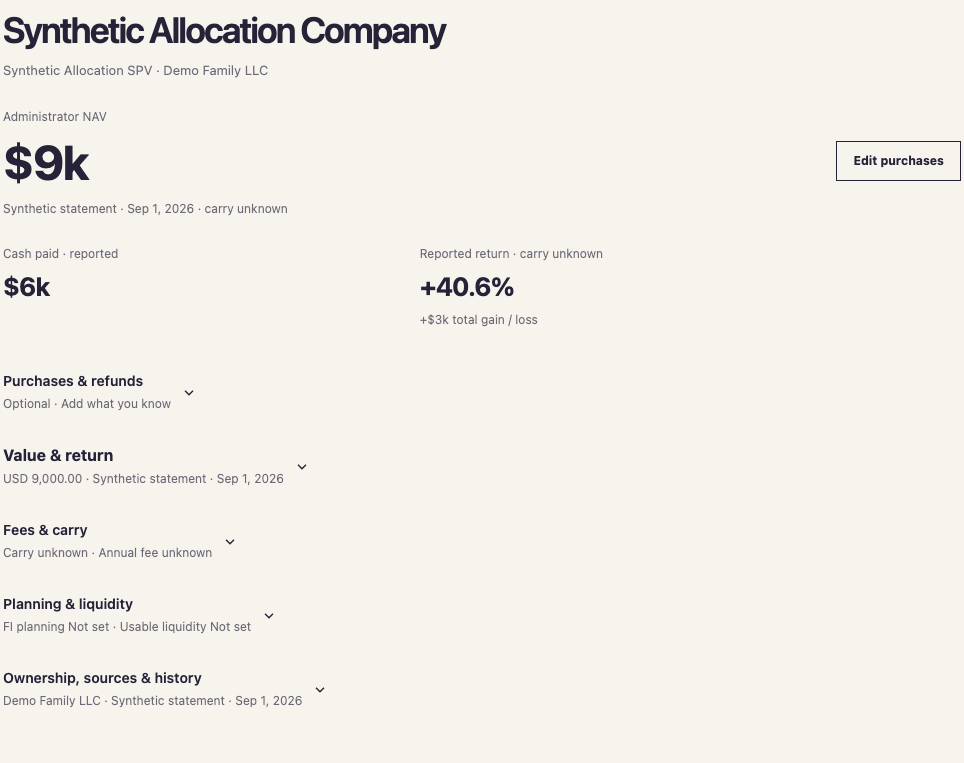 Synthetic Allocation Company
Synthetic Allocation SPV · Demo Family LLC
Administrator NAV
$9k
Edit purchases
Synthetic statement · Sep 1, 2026 · carry unknown
Cash paid · reported
$6k
Reported return · carry unknown
+40.6%
+$3k total gain / loss
Purchases & refunds
Optional · Add what you know
Value & return
USD 9,000.00 · Synthetic statement · Sep 1, 2026
Fees & carry
Carry unknown · Annual fee unknown
Planning & liquidity
FI planning Not set · Usable liquidity Not set
Ownership, sources & history
Demo Family LLC · Synthetic statement · Sep 1, 2026